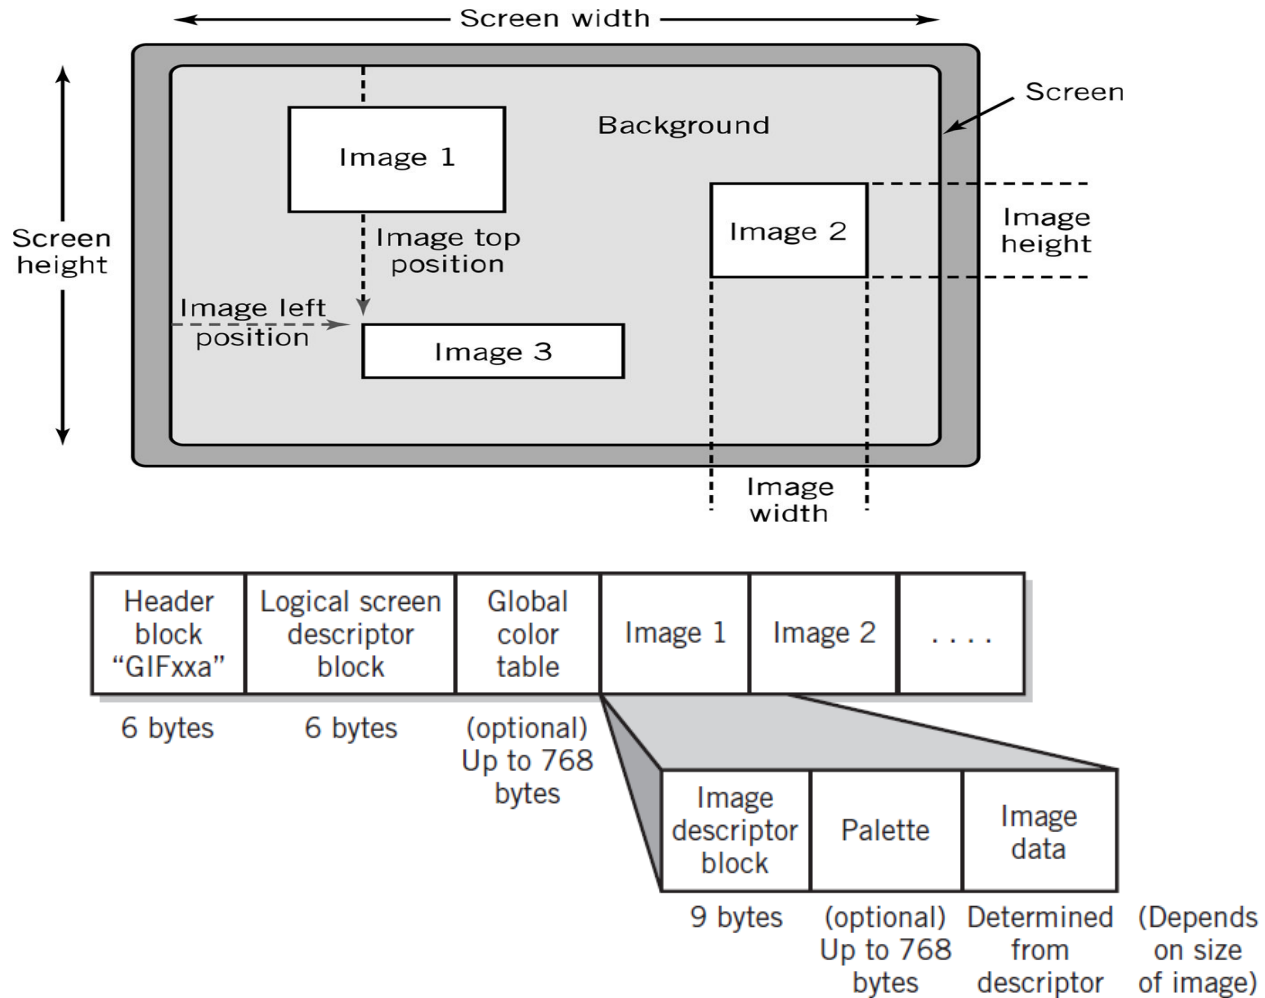 Screen width
Screen
Background
Image 1
Image 2
Image
height
Screen
height
Image top
position
Image left
position
Image 3
Image
width
Header
block
“GIFxxa”
Logical screen
descriptor
block
Global
color
table
Image 1
Image 2
. . . .
6 bytes
6 bytes
(optional)
Up to 768
bytes
Image
descriptor
block
Palette
Image
data
9 bytes
(optional)
Up to 768
bytes
Determined
from
descriptor
(Depends
on size
of image)